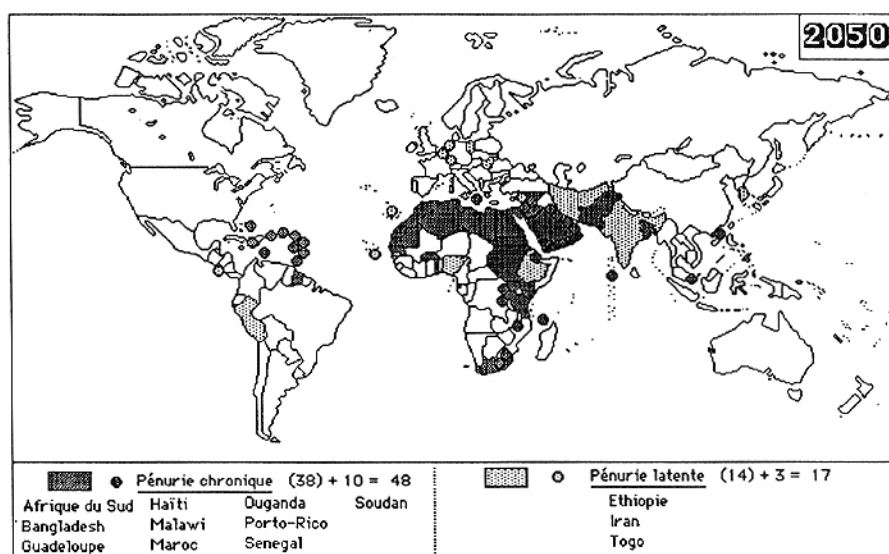 2050
Pénurie chronique (38) + 10 = 48
Afrique du Sud Haïti Ouganda Soudan
Bangladesh Malawi Porto-Rico
Guadeloupe Maroc Senegal
Pénurie latente (14) + 3 = 17
Ethiopie
Iran
Togo